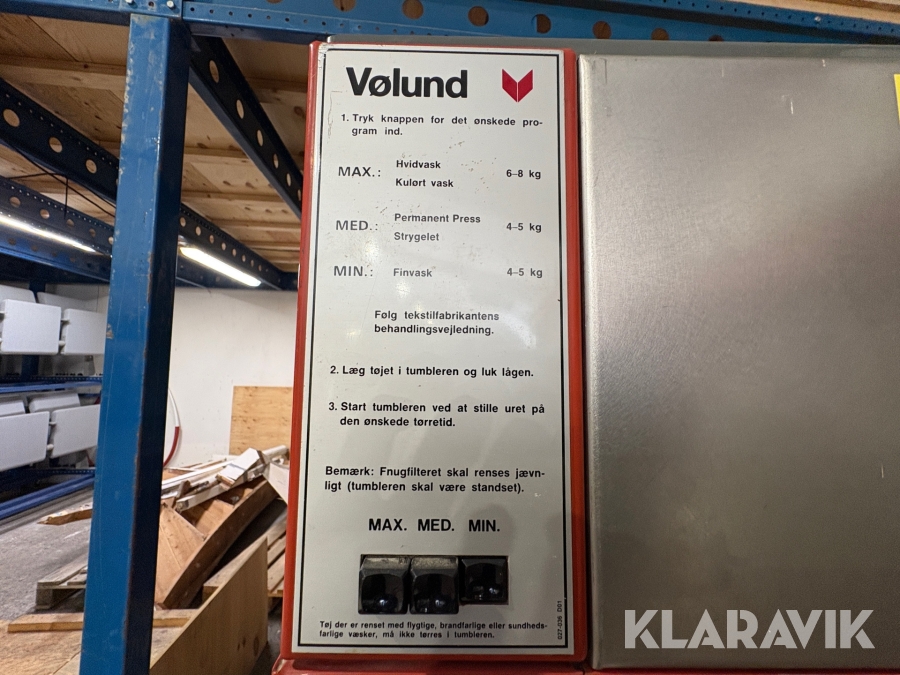 Vølund
1. Tryk knappen for det ønskede pro-
gram ind.
MAX.: Hvidvask
Kulørt vask 6–8 kg
MED.: Permanent Press
Strygelet 4–5 kg
MIN.: Finvask 4–5 kg
Følg tekstilfabrikantens
behandlingsvejledning.
2. Læg tøjet i tumbleren og luk lågen.
3. Start tumbleren ved at stille uret på
den ønskede tørretid.
Bemærk: Fnugfilteret skal renses jævn-
ligt (tumbleren skal være standset).
MAX. MED. MIN.
Tøj der er renset med flygtige, brandfarlige eller sundheds-
farlige væsker, må ikke tørres i tumbleren.
027-036 D01
KLARAVIK